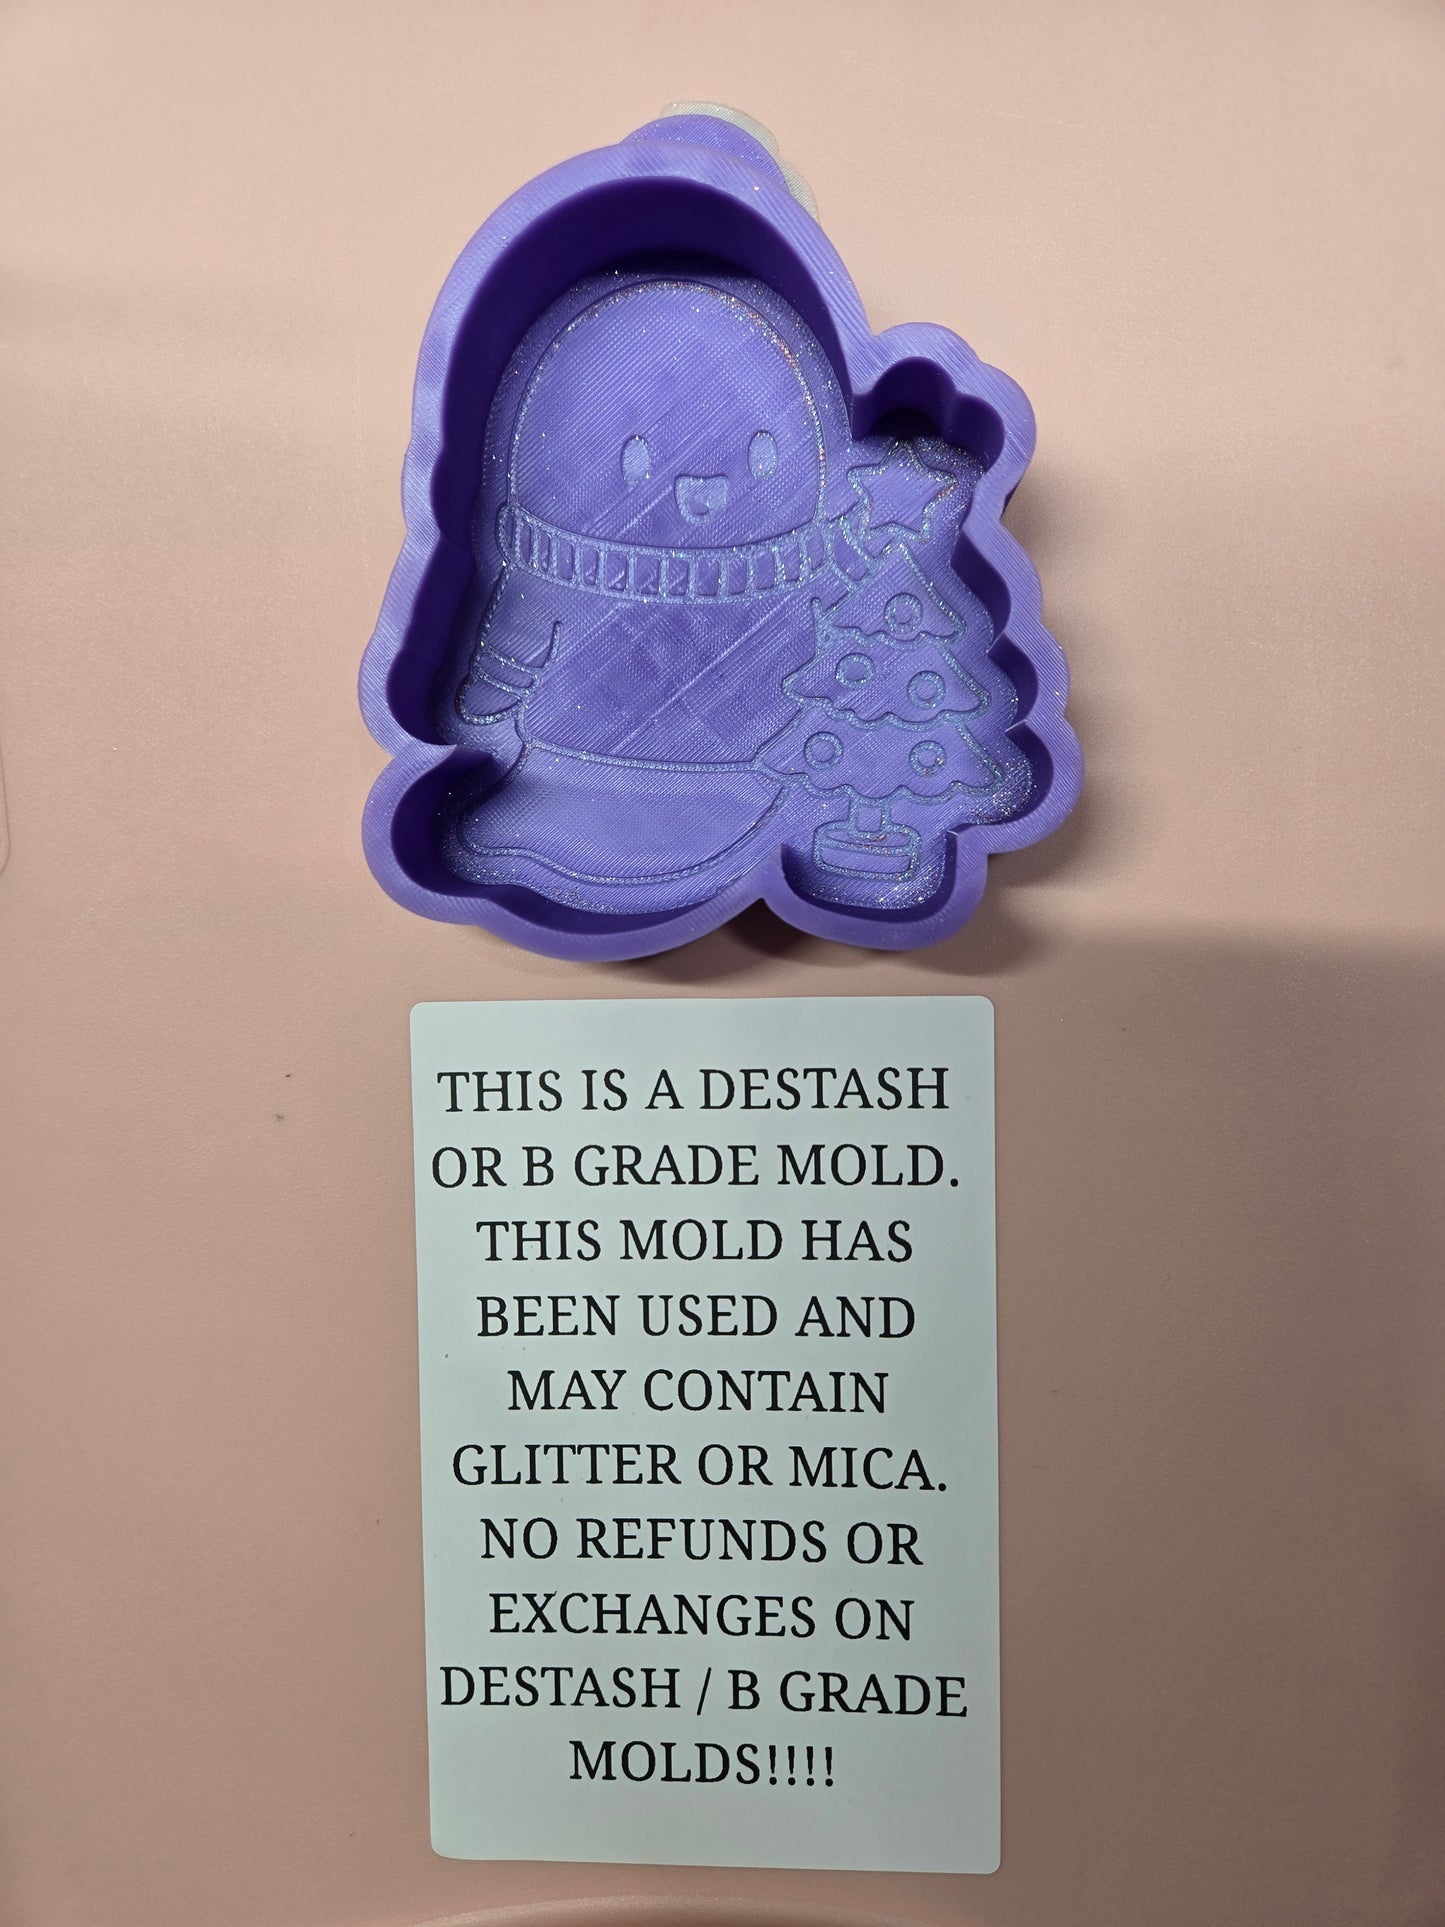 THIS IS A DESTASH
OR B GRADE MOLD.
THIS MOLD HAS
BEEN USED AND
MAY CONTAIN
GLITTER OR MICA.
NO REFUNDS OR
EXCHANGES ON
DESTASH / B GRADE
MOLDS!!!!